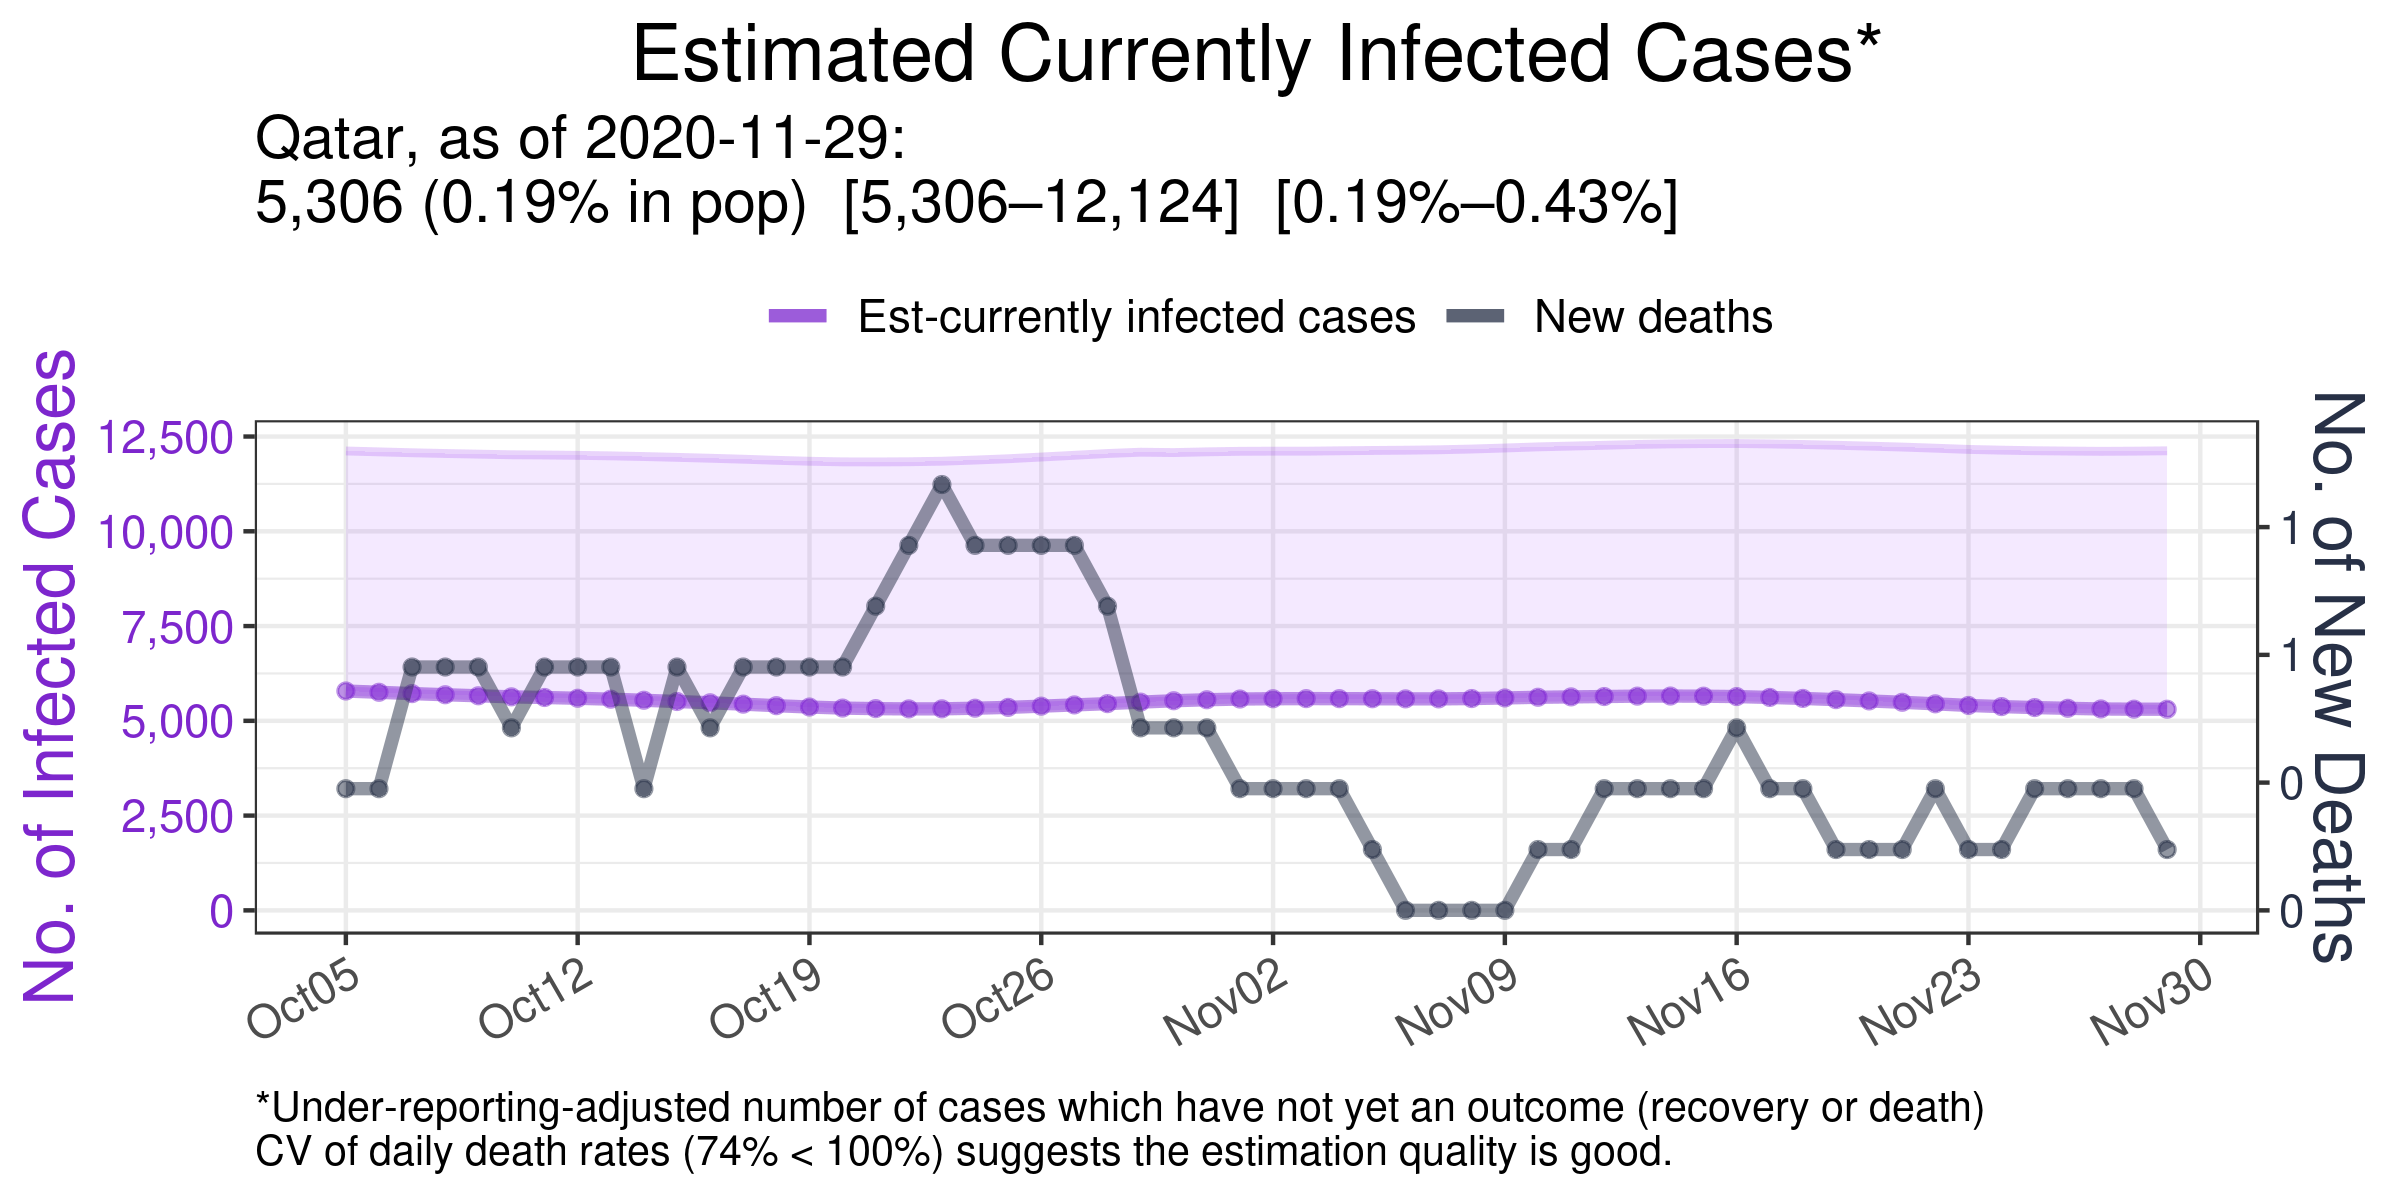 Estimated Currently Infected Cases*
Qatar, as of 2020-11-29:
5,306 (0.19% in pop)  [5,306–12,124]  [0.19%–0.43%]
Est-currently infected cases
New deaths
No. of Infected Cases
12,500
10,000
7,500
5,000
2,500
0
No. of New Deaths
1
1
0
0
Oct05
Oct12
Oct19
Oct26
Nov02
Nov09
Nov16
Nov23
Nov30
*Under-reporting-adjusted number of cases which have not yet an outcome (recovery or death)
CV of daily death rates (74% < 100%) suggests the estimation quality is good.